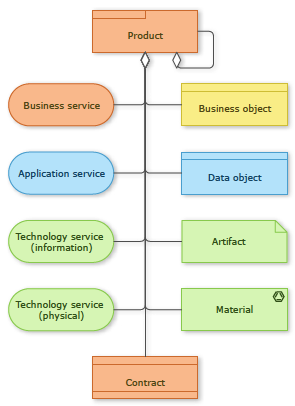 Product
Business service
Business object
Application service
Data object
Technology service
(information)
Artifact
Technology service
(physical)
Material
Contract